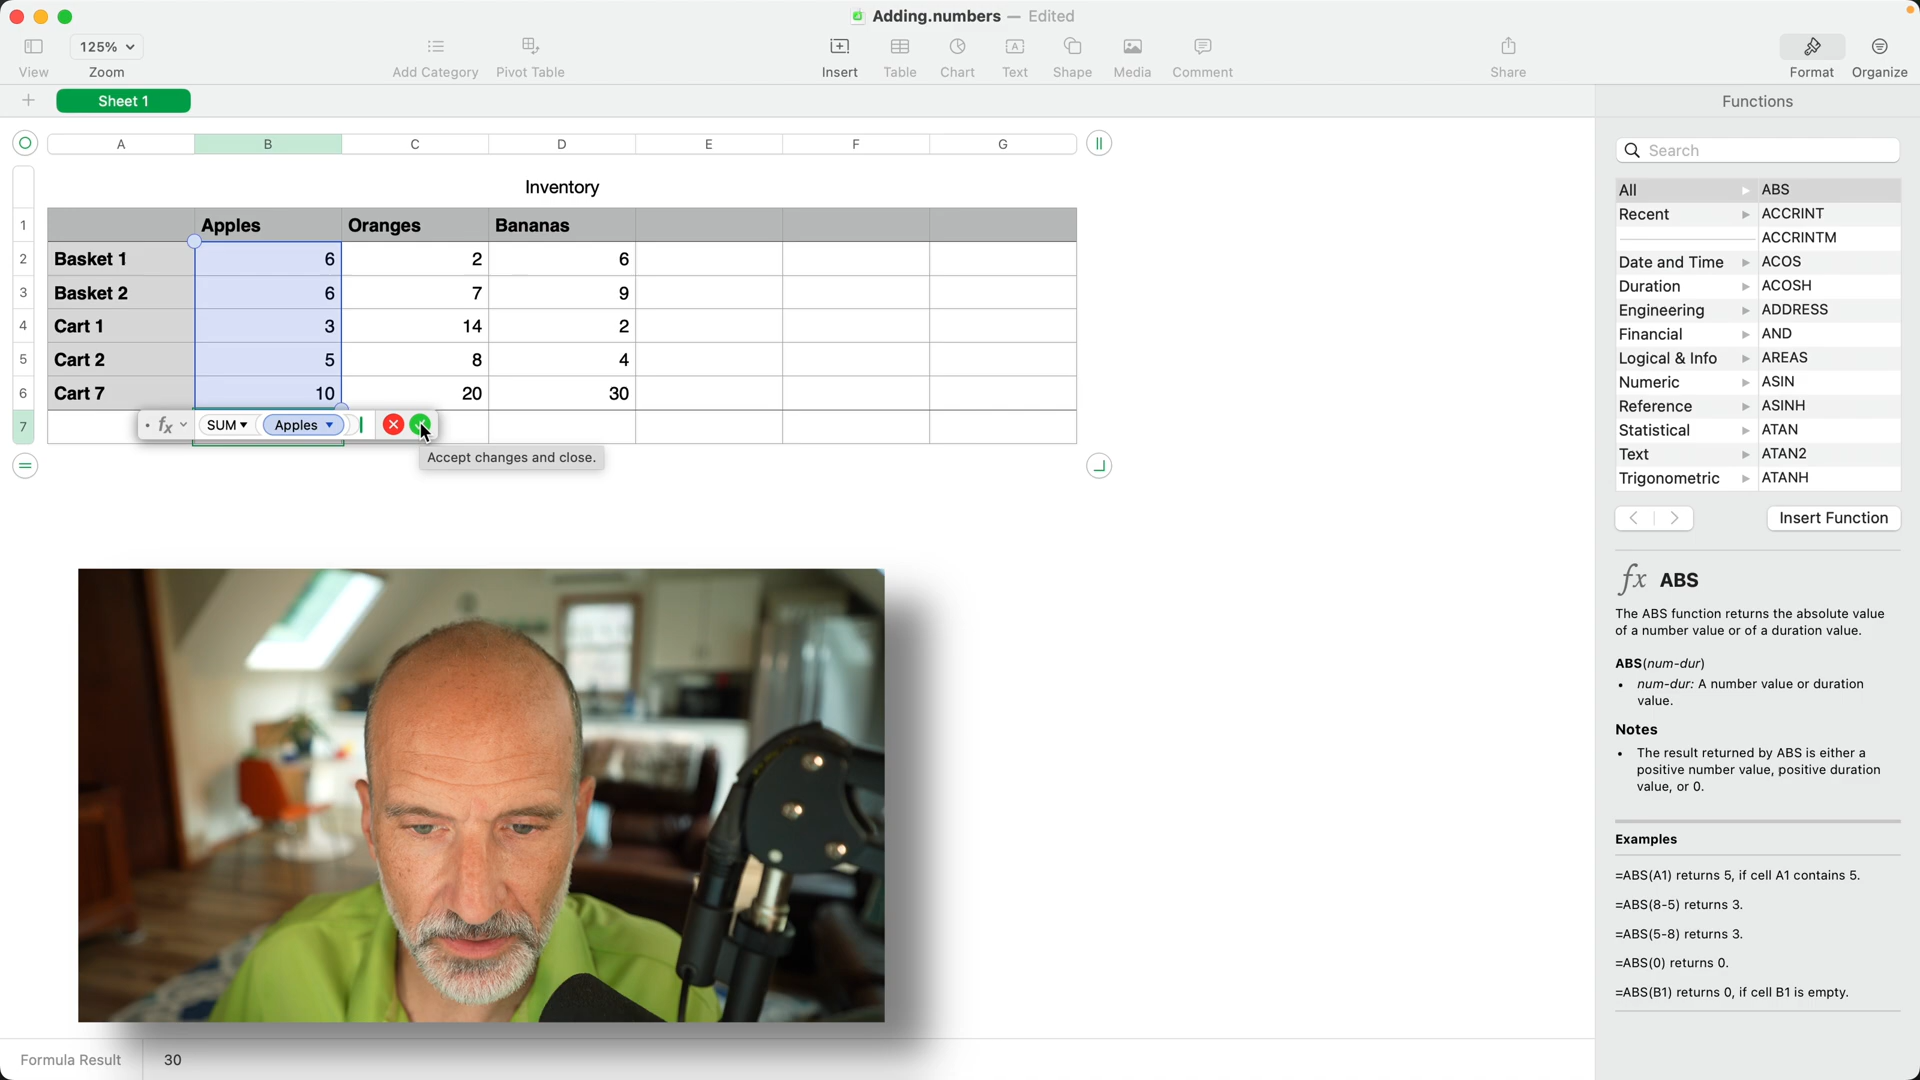 Adding.numbers — Edited
125%
View
Zoom
Add Category
Pivot Table
Insert
Table
Chart
Text
Shape
Media
Comment
Share
Format
Organize
Sheet 1
Functions
A B C D E F G
Inventory
1 Apples Oranges Bananas
2 Basket 1 6 2 6
3 Basket 2 6 7 9
4 Cart 1 3 14 2
5 Cart 2 5 8 4
6 Cart 7 10 20 30
7 fx SUM Apples
Accept changes and close.
Search
All
Recent
Date and Time
Duration
Engineering
Financial
Logical & Info
Numeric
Reference
Statistical
Text
Trigonometric
ABS
ACCRINT
ACCRINTM
ACOS
ACOSH
ADDRESS
AND
AREAS
ASIN
ASINH
ATAN
ATAN2
ATANH
Insert Function
fx ABS
The ABS function returns the absolute value
of a number value or of a duration value.
ABS(num-dur)
• num-dur: A number value or duration
value.
Notes
• The result returned by ABS is either a
positive number value, positive duration
value, or 0.
Examples
=ABS(A1) returns 5, if cell A1 contains 5.
=ABS(8-5) returns 3.
=ABS(5-8) returns 3.
=ABS(0) returns 0.
=ABS(B1) returns 0, if cell B1 is empty.
Formula Result 30